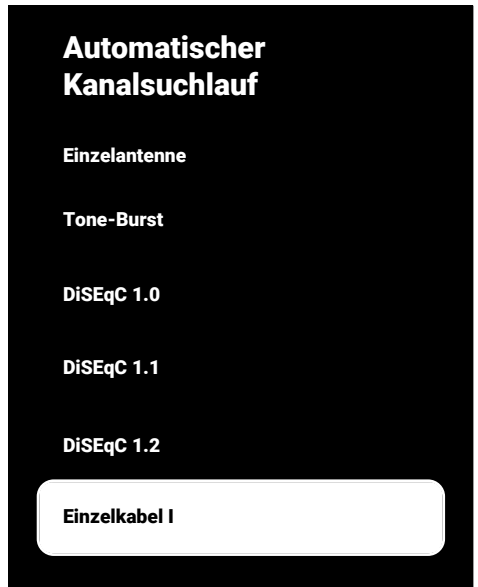 Automatischer
Kanalsuchlauf
Einzelantenne
Tone-Burst
DiSEqC 1.0
DiSEqC 1.1
DiSEqC 1.2
Einzelkabel I